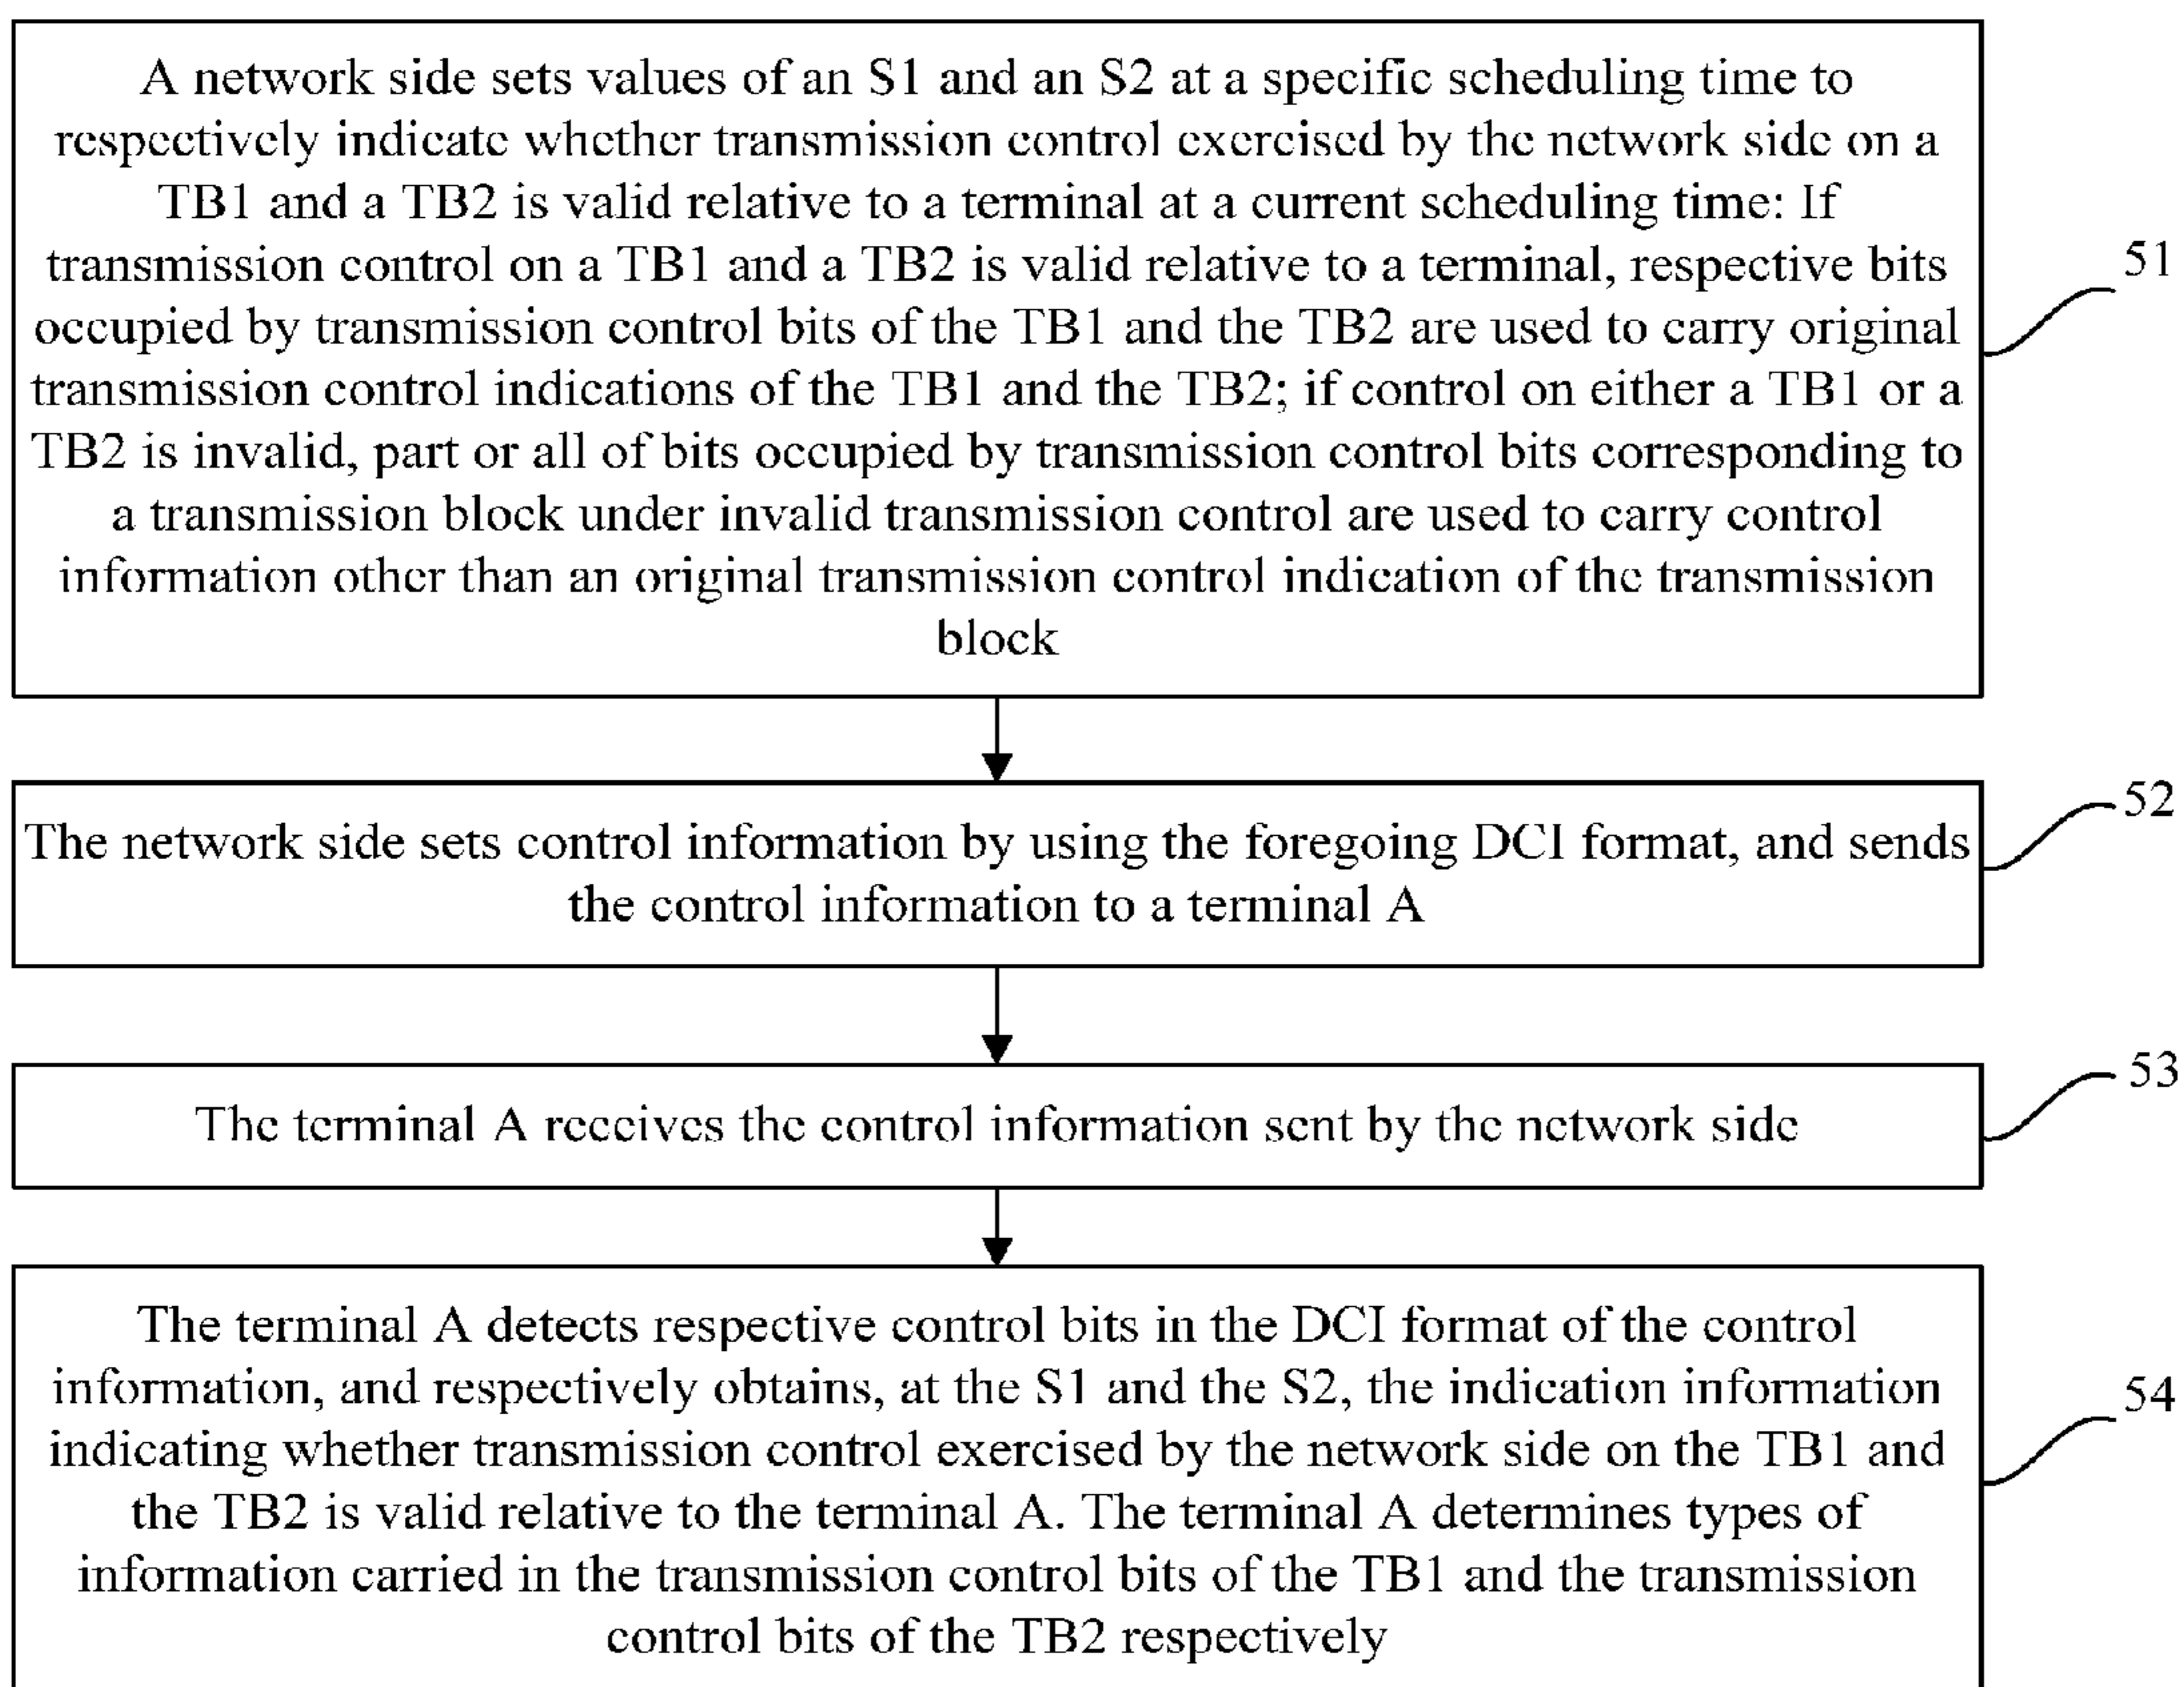 A network side sets values of an S1 and an S2 at a specific scheduling time to
respectively indicate whether transmission control exercised by the network side on a
TB1 and a TB2 is valid relative to a terminal at a current scheduling time: If
transmission control on a TB1 and a TB2 is valid relative to a terminal, respective bits
occupied by transmission control bits of the TB1 and the TB2 are used to carry original
transmission control indications of the TB1 and the TB2; if control on either a TB1 or a
TB2 is invalid, part or all of bits occupied by transmission control bits corresponding to
a transmission block under invalid transmission control are used to carry control
information other than an original transmission control indication of the transmission
block
51
The network side sets control information by using the foregoing DCI format, and sends
the control information to a terminal A
52
The terminal A receives the control information sent by the network side
53
The terminal A detects respective control bits in the DCI format of the control
information, and respectively obtains, at the S1 and the S2, the indication information
indicating whether transmission control exercised by the network side on the TB1 and
the TB2 is valid relative to the terminal A. The terminal A determines types of
information carried in the transmission control bits of the TB1 and the transmission
control bits of the TB2 respectively
54